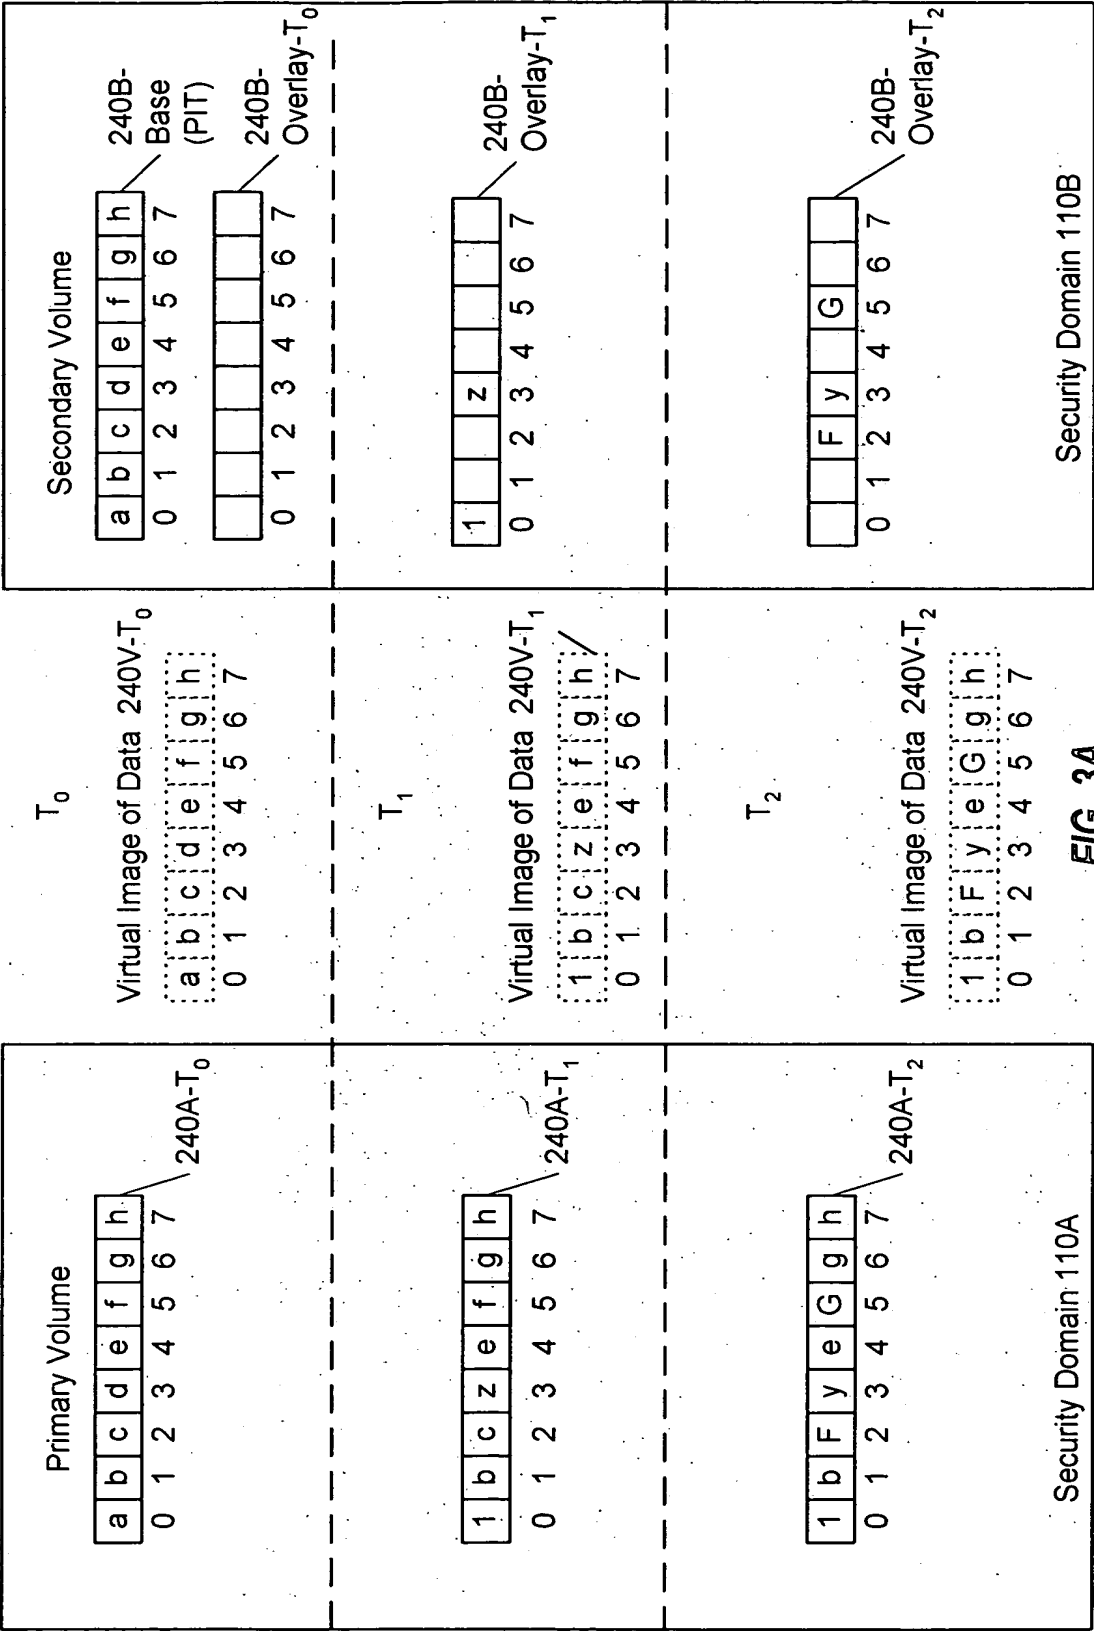 Primary Volume
a b c d e f g h
0 1 2 3 4 5 6 7
240A-T0
T0
Virtual Image of Data 240V-T0
a b c d e f g h
0 1 2 3 4 5 6 7
Secondary Volume
a b c d e f g h
0 1 2 3 4 5 6 7
240B-
Base
(PIT)
0 1 2 3 4 5 6 7
240B-
Overlay-T0
1 b c z e f g h
0 1 2 3 4 5 6 7
240A-T1
T1
Virtual Image of Data 240V-T1
1 b c z e f g h
0 1 2 3 4 5 6 7
1 z
0 1 2 3 4 5 6 7
240B-
Overlay-T1
1 b F y e G g h
0 1 2 3 4 5 6 7
240A-T2
Security Domain 110A
T2
Virtual Image of Data 240V-T2
1 b F y e G g h
0 1 2 3 4 5 6 7
F y G
0 1 2 3 4 5 6 7
240B-
Overlay-T2
Security Domain 110B
FIG. 3A